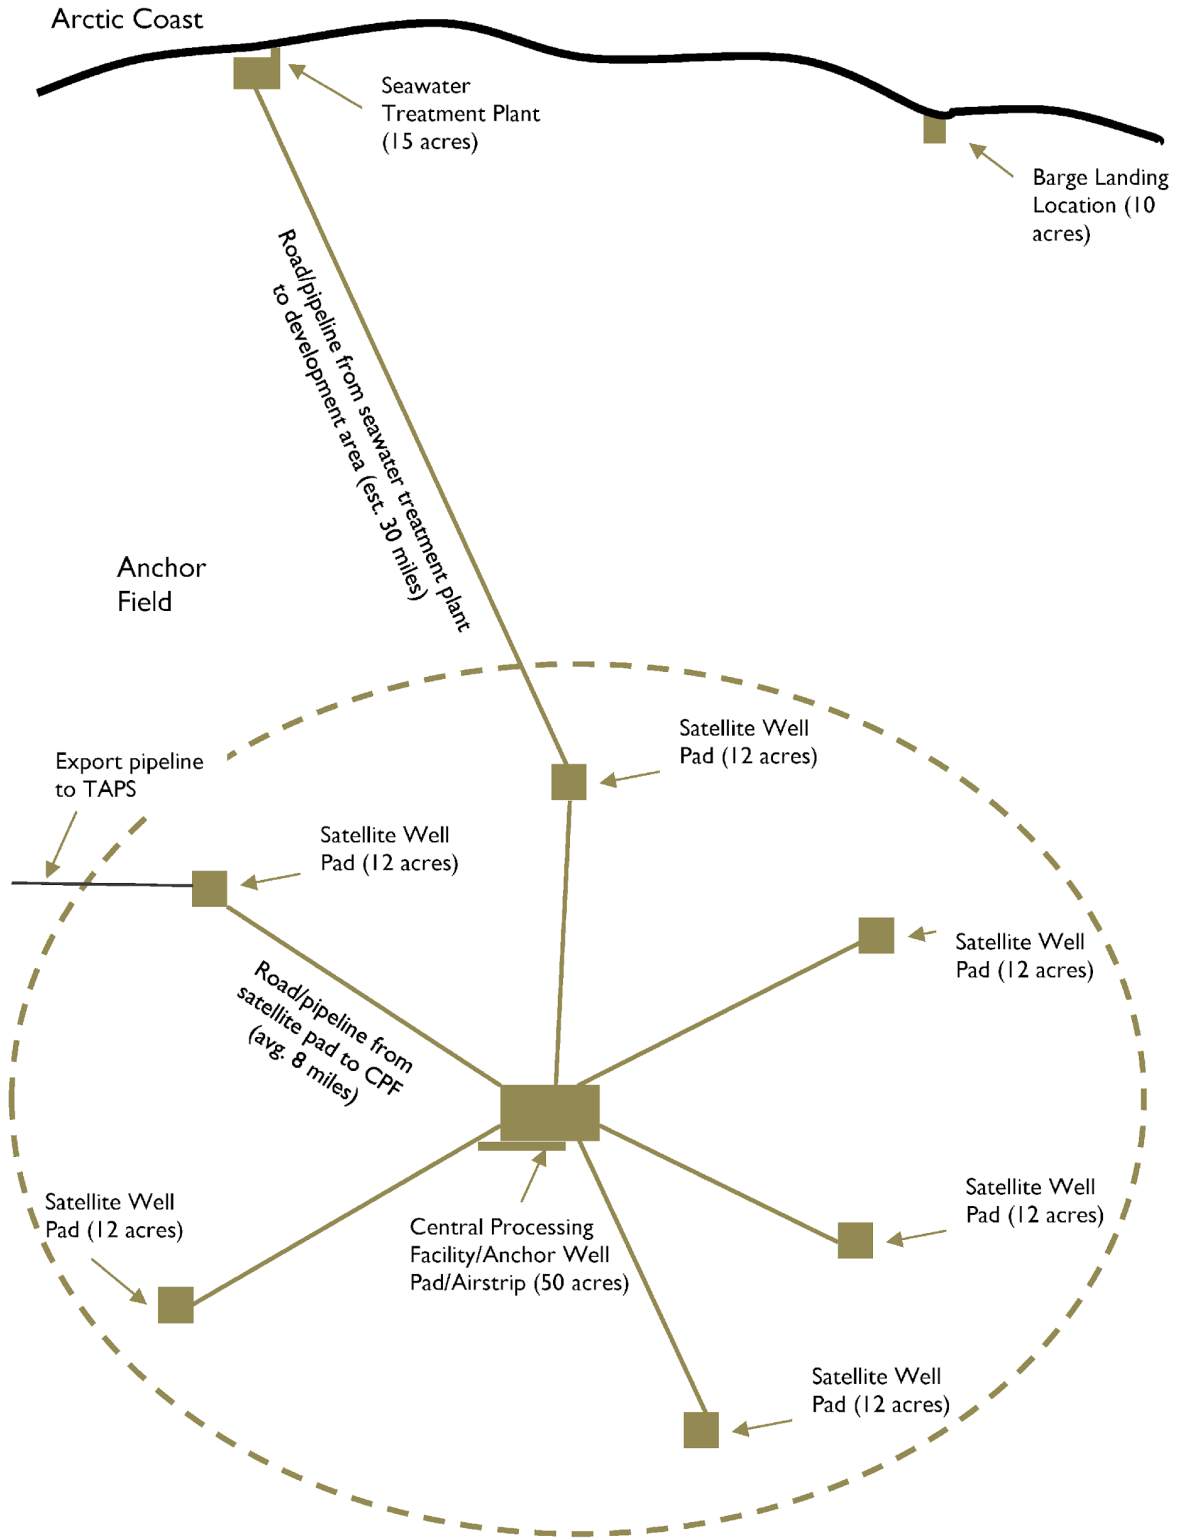 Arctic Coast
Seawater
Treatment Plant
(15 acres)
Barge Landing
Location (10
acres)
Road/pipeline from seawater treatment plant
to development area (est. 30 miles)
Anchor
Field
Satellite Well
Pad (12 acres)
Export pipeline
to TAPS
Satellite Well
Pad (12 acres)
Satellite Well
Pad (12 acres)
Road/pipeline from
satellite pad to CPF
(avg. 8 miles)
Satellite Well
Pad (12 acres)
Satellite Well
Pad (12 acres)
Central Processing
Facility/Anchor Well
Pad/Airstrip (50 acres)
Satellite Well
Pad (12 acres)